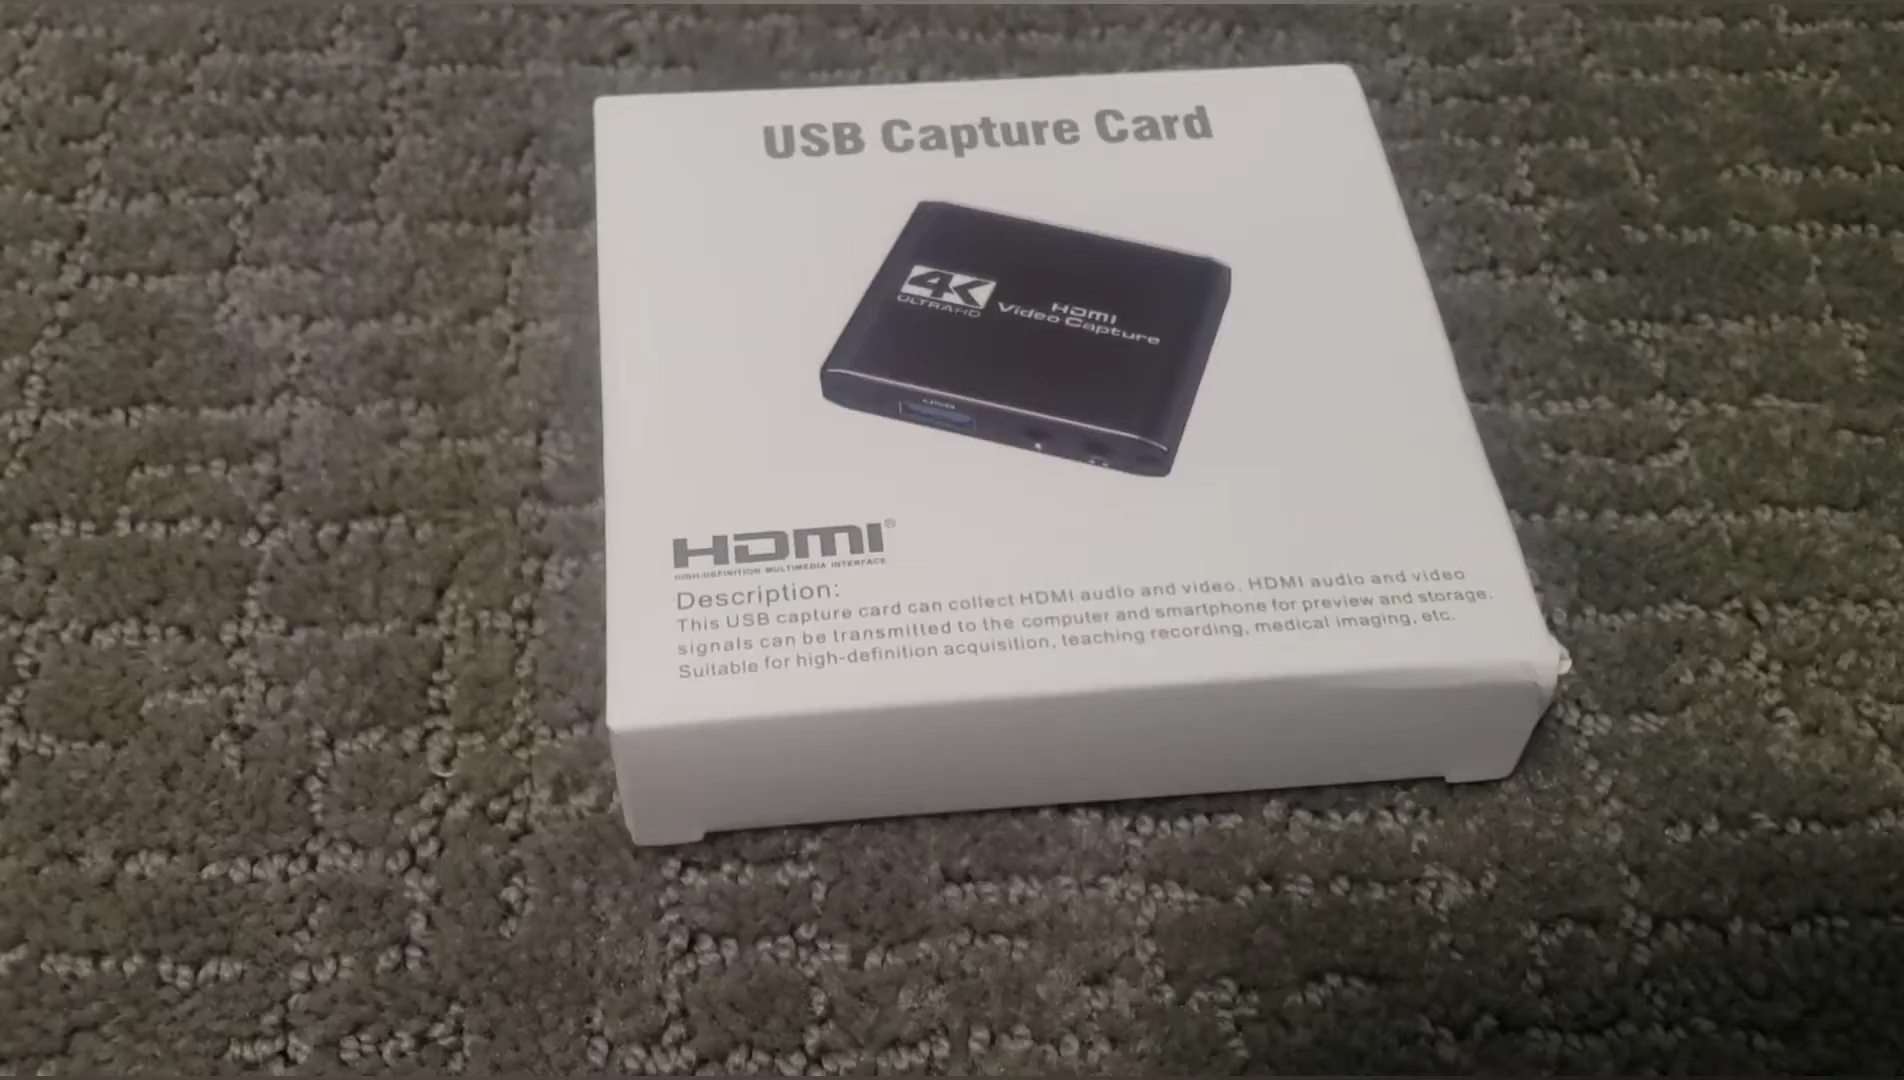 USB Capture Card
4K
ULTRAHD
HDMI
Video Capture
USB
HDMI®
HIGH-DEFINITION MULTIMEDIA INTERFACE
Description:
This USB capture card can collect HDMI audio and video. HDMI audio and video
signals can be transmitted to the computer and smartphone for preview and storage.
Suitable for high-definition acquisition, teaching recording, medical imaging, etc.